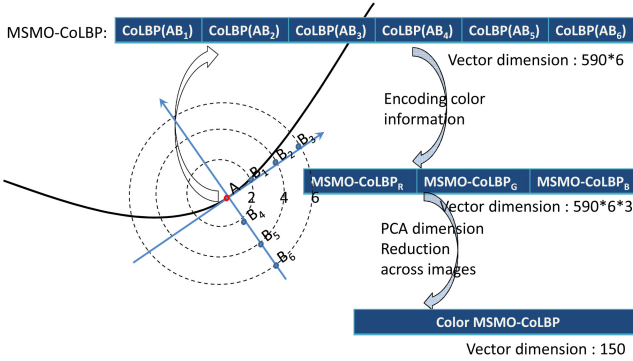 MSMO-CoLBP: CoLBP(AB1) CoLBP(AB2) CoLBP(AB3) CoLBP(AB4) CoLBP(AB5) CoLBP(AB6)
Vector dimension : 590*6
Encoding color
information
B3
B2
B1
A
2 4 6
B4
B5
B6
MSMO-CoLBPR MSMO-CoLBPG MSMO-CoLBPB
Vector dimension : 590*6*3
PCA dimension
Reduction
across images
Color MSMO-CoLBP
Vector dimension : 150